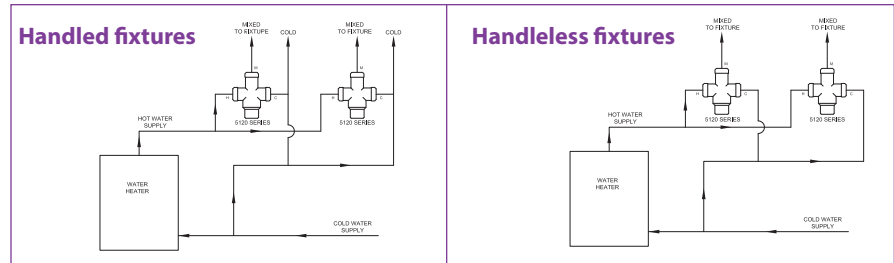 Handled fixtures
MIXED
TO FIXTUPE
COLD
MIXED
TO FIXTURE
COLD
M
H
C
5120 SERIES
M
H
C
5120 SERIES
HOT WATER
SUPPLY
WATER
HEATER
COLD WATER
SUPPLY
Handleless fixtures
MIXED
TO FIXTURE
MIXED
TO FIXTURE
M
H
C
5120 SERIES
M
H
C
5120 SERIES
HOT WATER
SUPPLY
WATER
HEATER
COLD WATER
SUPPLY